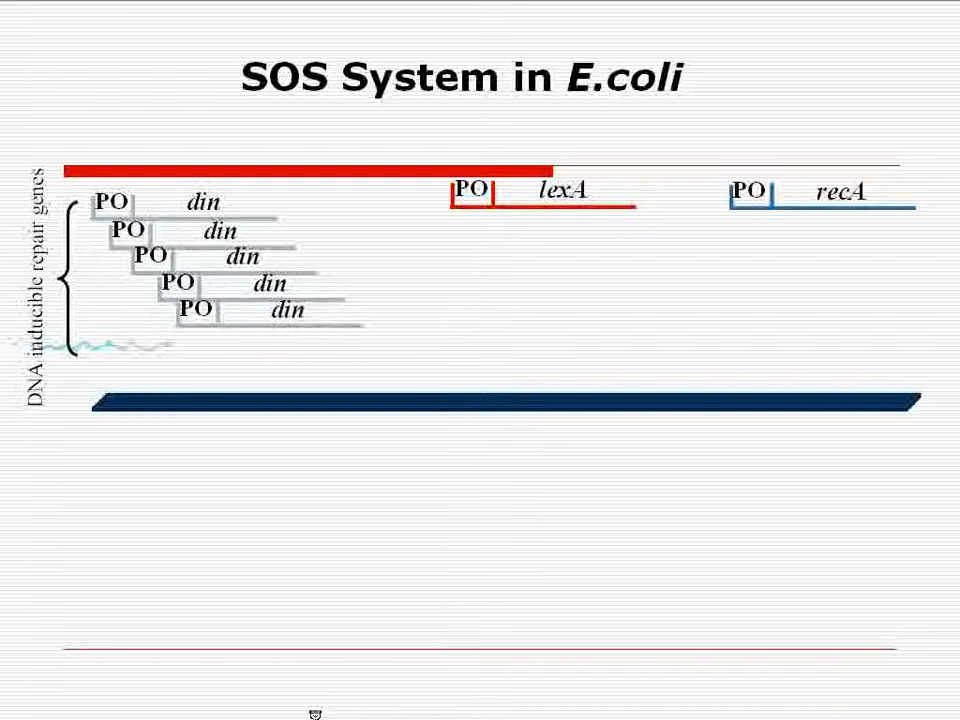 SOS System in E.coli
DNA inducible repair genes
PO din
PO din
PO din
PO din
PO din
PO lexA
PO recA